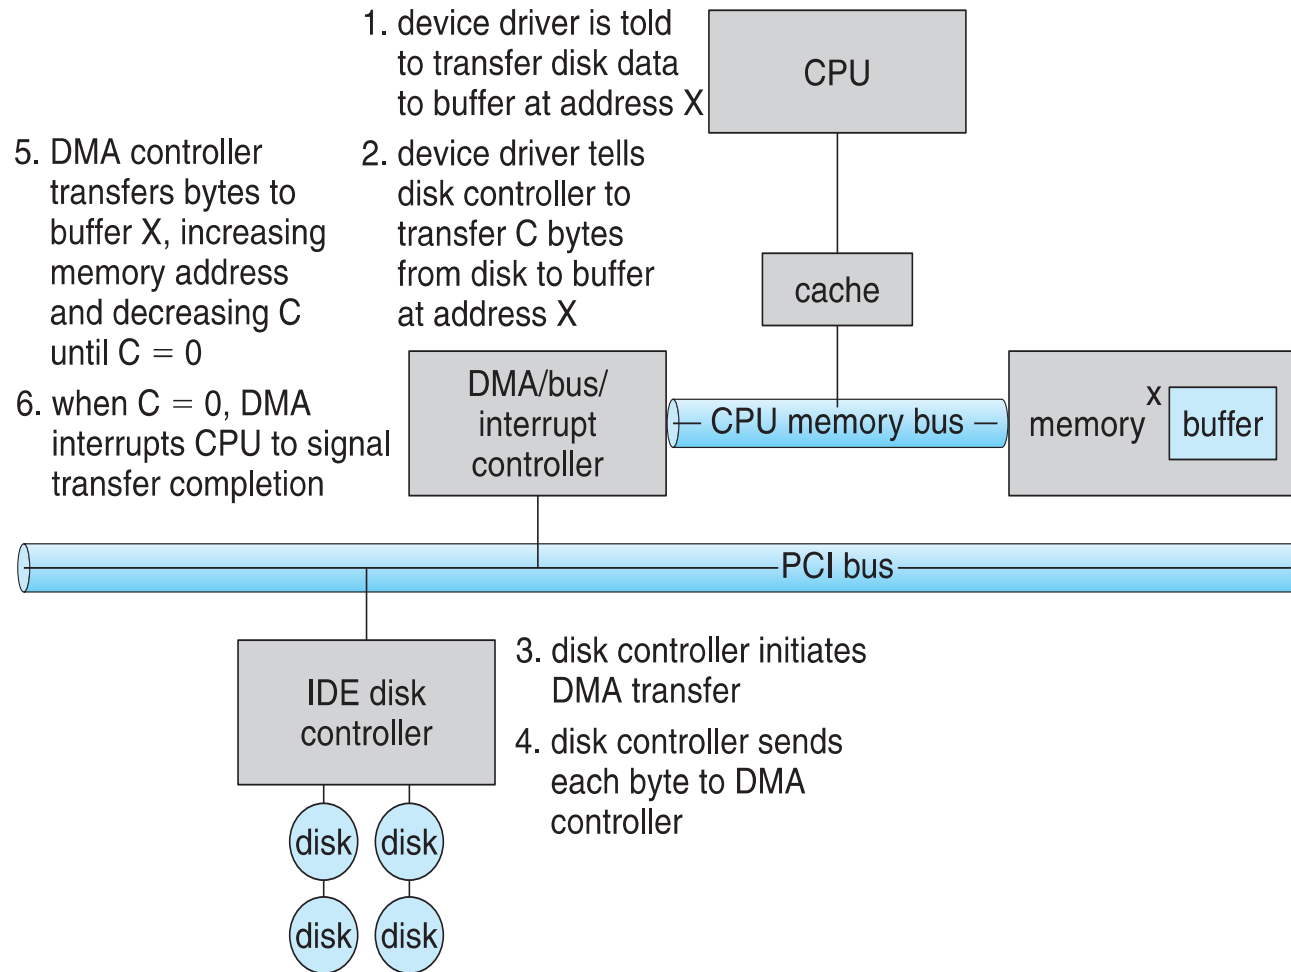 1. device driver is told
to transfer disk data
to buffer at address X
CPU
5. DMA controller
transfers bytes to
buffer X, increasing
memory address
and decreasing C
until C = 0
2. device driver tells
disk controller to
transfer C bytes
from disk to buffer
at address X
cache
6. when C = 0, DMA
interrupts CPU to signal
transfer completion
DMA/bus/
interrupt
controller
CPU memory bus
memory
x
buffer
PCI bus
IDE disk
controller
3. disk controller initiates
DMA transfer
4. disk controller sends
each byte to DMA
controller
disk
disk
disk
disk